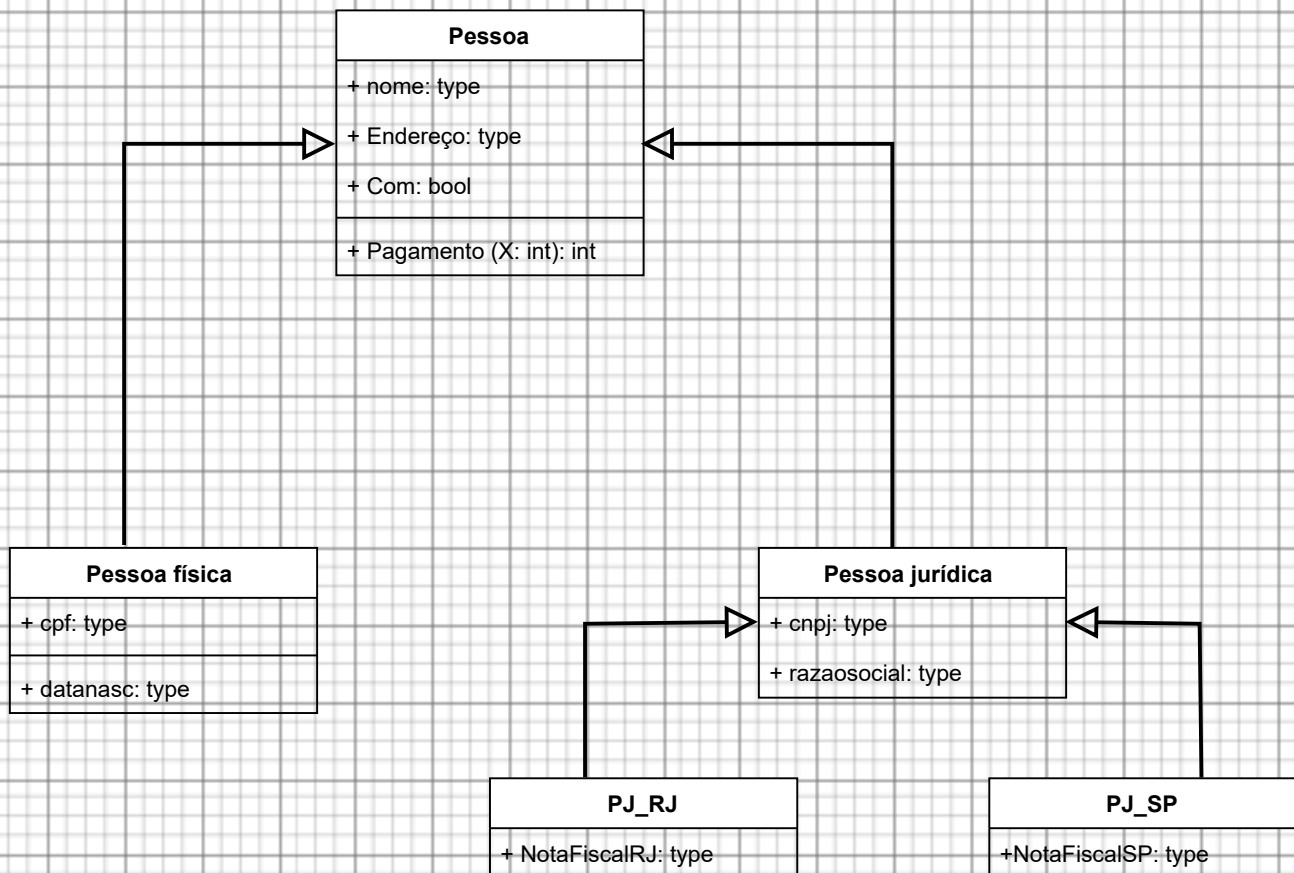 Pessoa
+ nome: type
+ Endereço: type
+ Com: bool
+ Pagamento (X: int): int
Pessoa física
+ cpf: type
+ datanasc: type
Pessoa jurídica
+ cnpj: type
+ razaosocial: type
PJ_RJ
+ NotaFiscalRJ: type
PJ_SP
+NotaFiscalSP: type